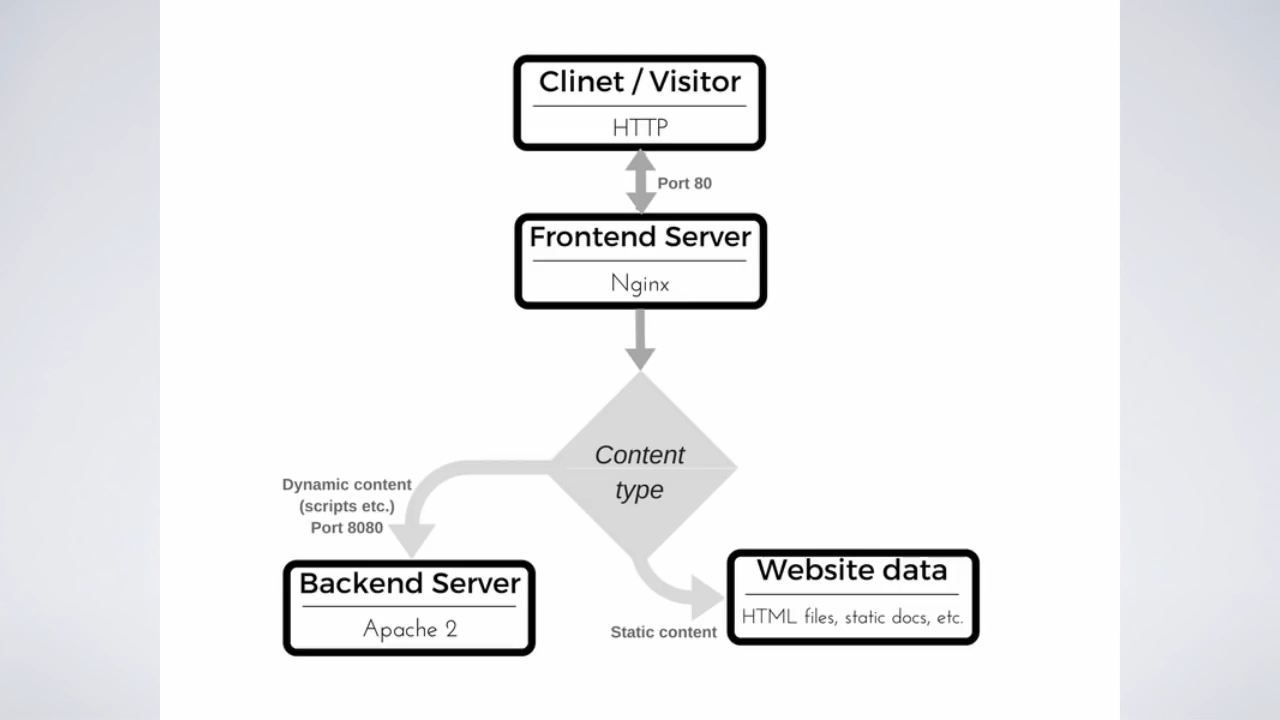 Clinet / Visitor
HTTP
Port 80
Frontend Server
Nginx
Content
type
Dynamic content
(scripts etc.)
Port 8080
Backend Server
Apache 2
Website data
HTML files, static docs, etc.
Static content